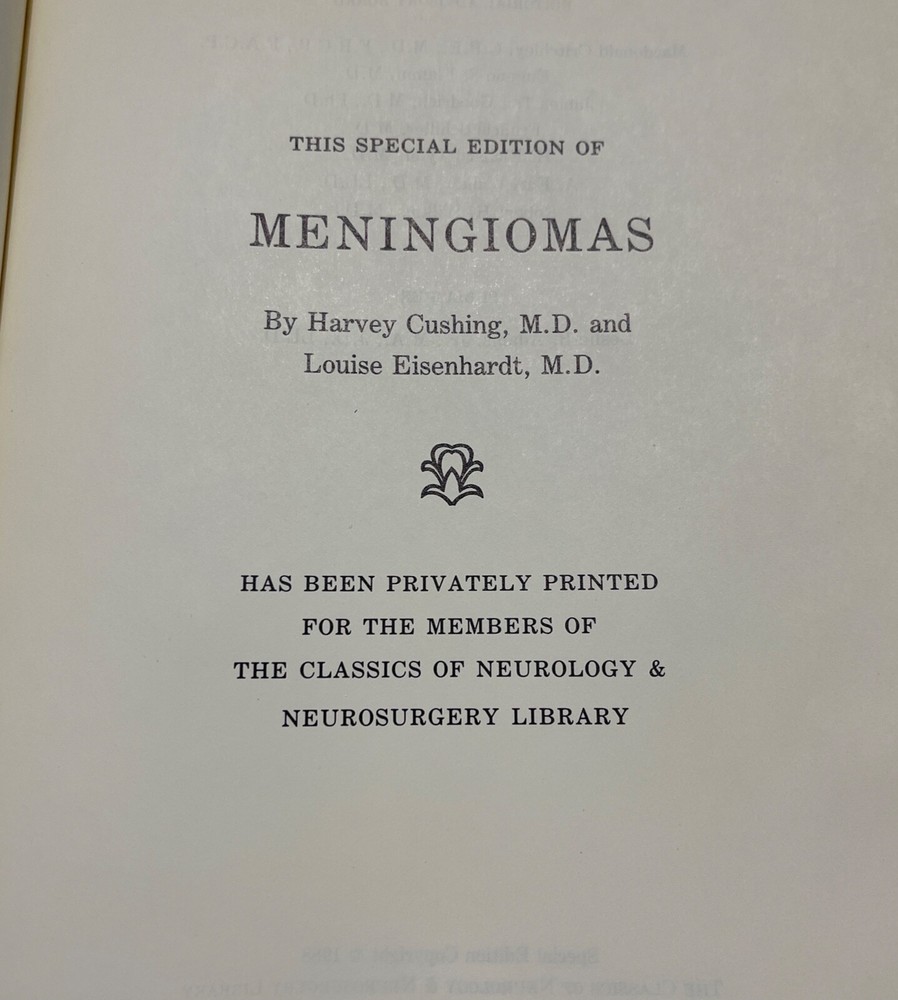 THIS SPECIAL EDITION OF
MENINGIOMAS
By Harvey Cushing, M.D. and
Louise Eisenhardt, M.D.
HAS BEEN PRIVATELY PRINTED
FOR THE MEMBERS OF
THE CLASSICS OF NEUROLOGY &
NEUROSURGERY LIBRARY